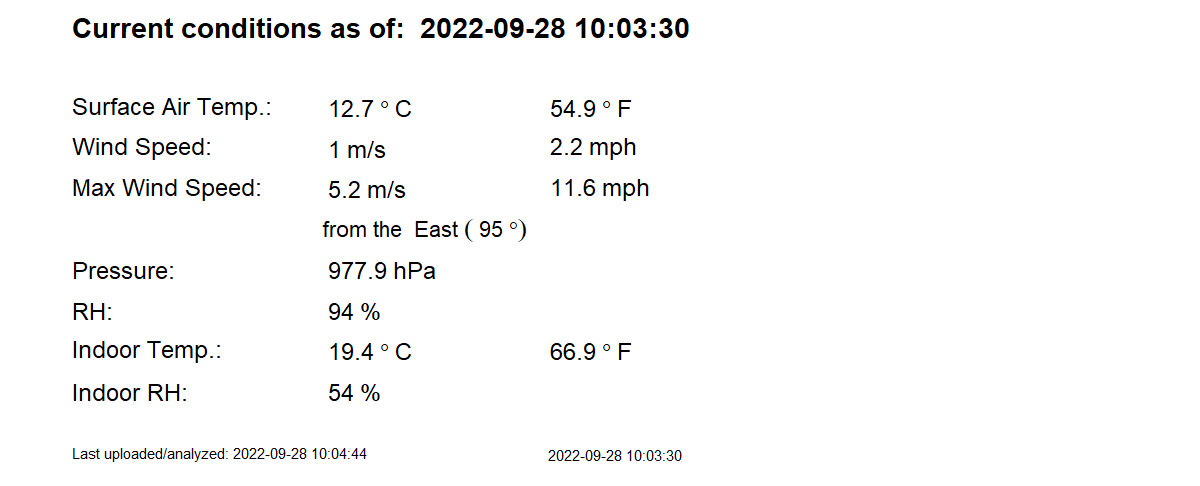 Current conditions as of:  2022-09-28 10:03:30
Surface Air Temp.: 12.7 ° C 54.9 ° F
Wind Speed: 1 m/s 2.2 mph
Max Wind Speed: 5.2 m/s 11.6 mph
from the  East ( 95 °)
Pressure: 977.9 hPa
RH: 94 %
Indoor Temp.: 19.4 ° C 66.9 ° F
Indoor RH: 54 %
Last uploaded/analyzed: 2022-09-28 10:04:44 2022-09-28 10:03:30